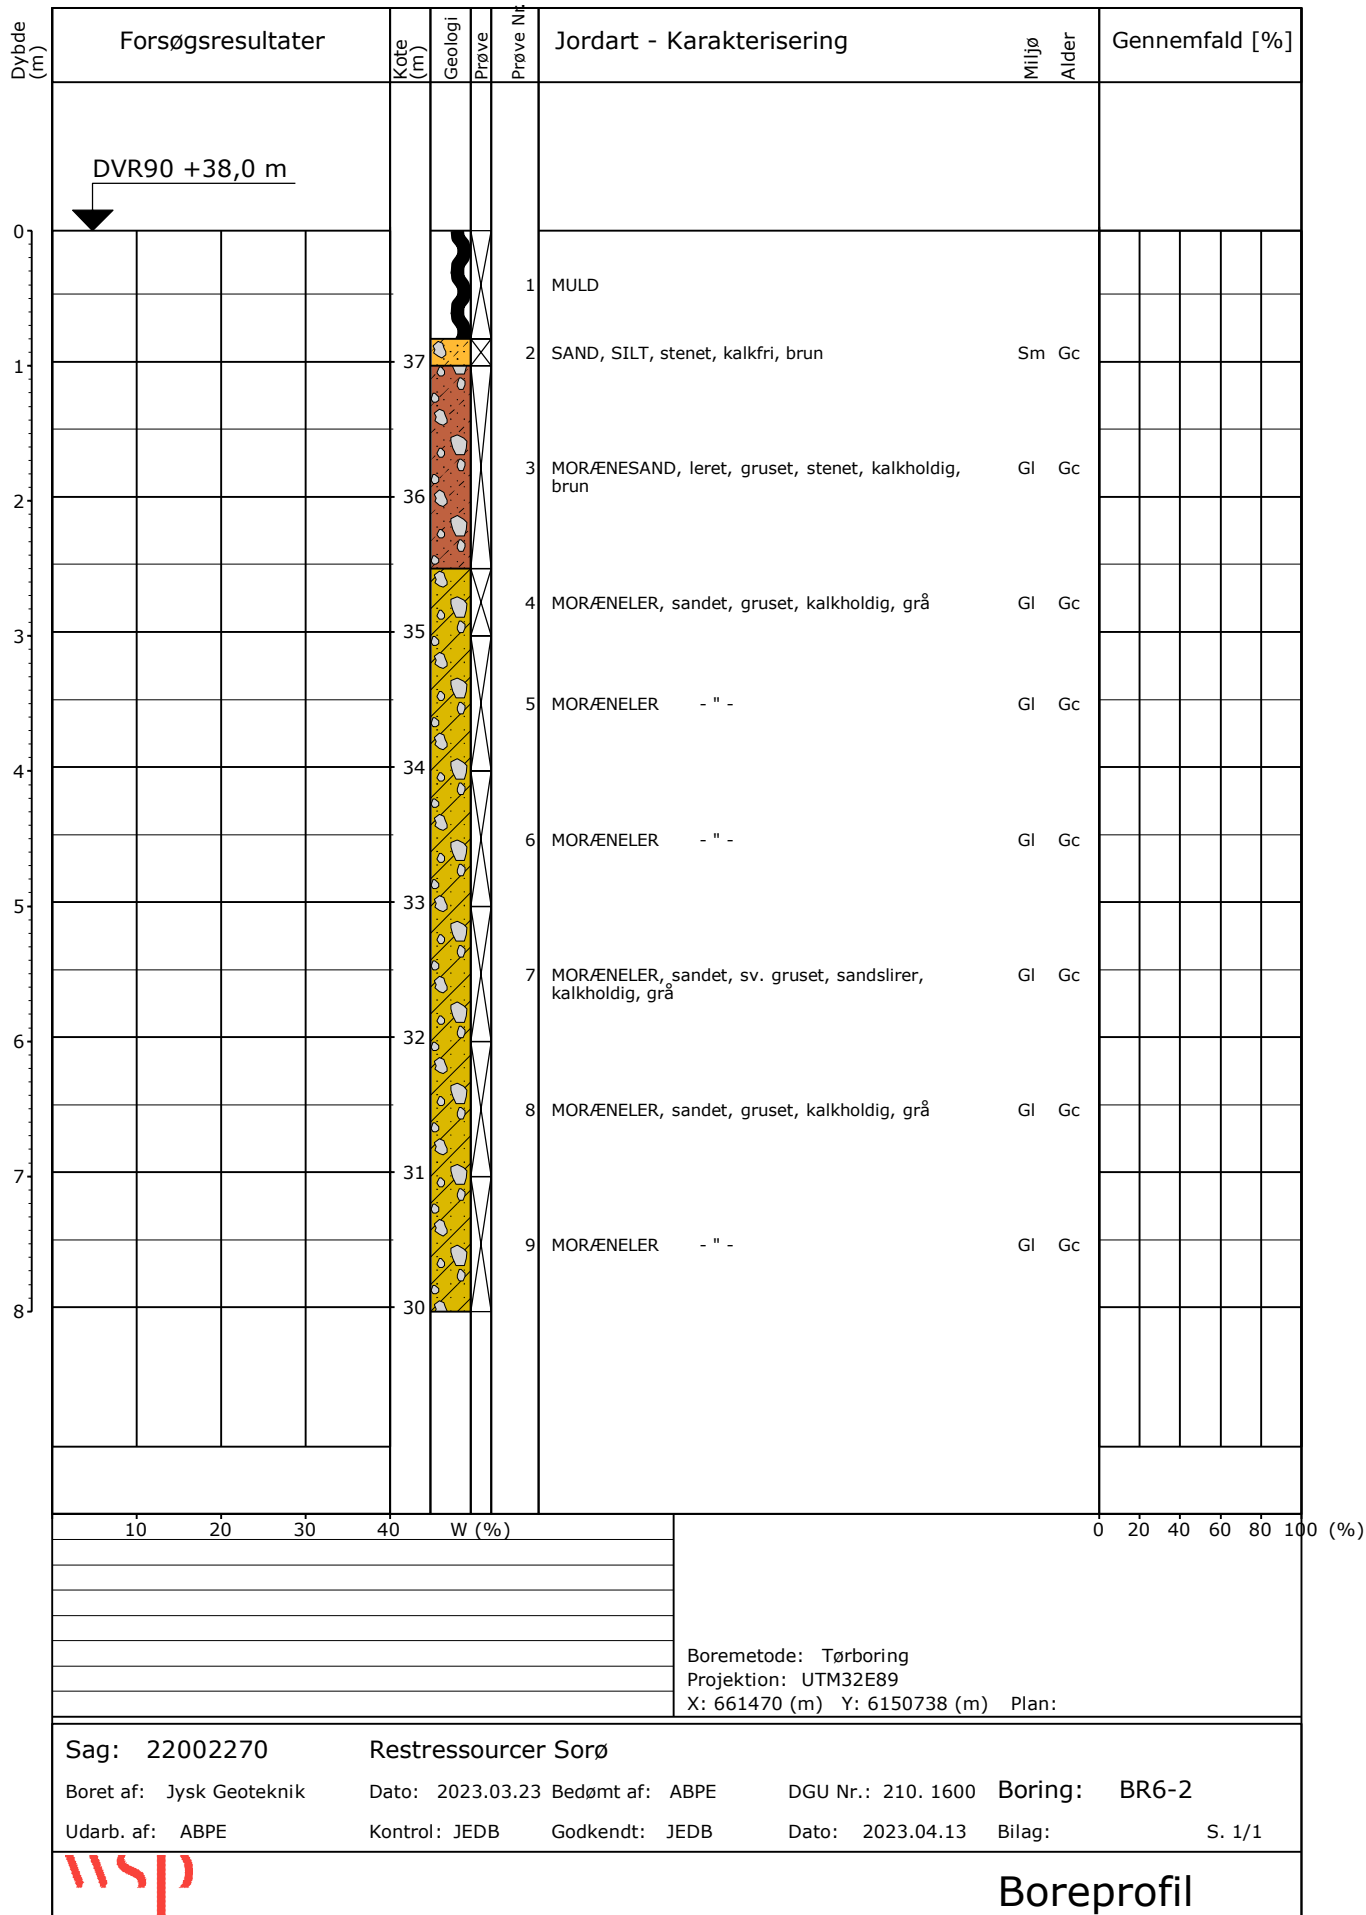 Dybde (m)
Forsøgsresultater
Kote (m)
Geologi
Prøve
Prøve Nr.
Jordart - Karakterisering
Miljø
Alder
Gennemfald [%]
DVR90 +38,0 m
0
1 MULD
37
2 SAND, SILT, stenet, kalkfri, brun Sm Gc
1
3 MORÆNESAND, leret, gruset, stenet, kalkholdig, Gl Gc
brun
36
2
4 MORÆNELER, sandet, gruset, kalkholdig, grå Gl Gc
35
3
5 MORÆNELER - " - Gl Gc
34
4
6 MORÆNELER - " - Gl Gc
33
5
7 MORÆNELER, sandet, sv. gruset, sandslirer, Gl Gc
kalkholdig, grå
32
6
8 MORÆNELER, sandet, gruset, kalkholdig, grå Gl Gc
31
7
9 MORÆNELER - " - Gl Gc
30
8
10 20 30 40 W (%) 0 20 40 60 80 100 (%)
Boremetode: Tørboring
Projektion: UTM32E89
X: 661470 (m) Y: 6150738 (m) Plan:
Sag: 22002270 Restressourcer Sorø
Boret af: Jysk Geoteknik Dato: 2023.03.23 Bedømt af: ABPE DGU Nr.: 210. 1600 Boring: BR6-2
Udarb. af: ABPE Kontrol: JEDB Godkendt: JEDB Dato: 2023.04.13 Bilag: S. 1/1
wsp
Boreprofil